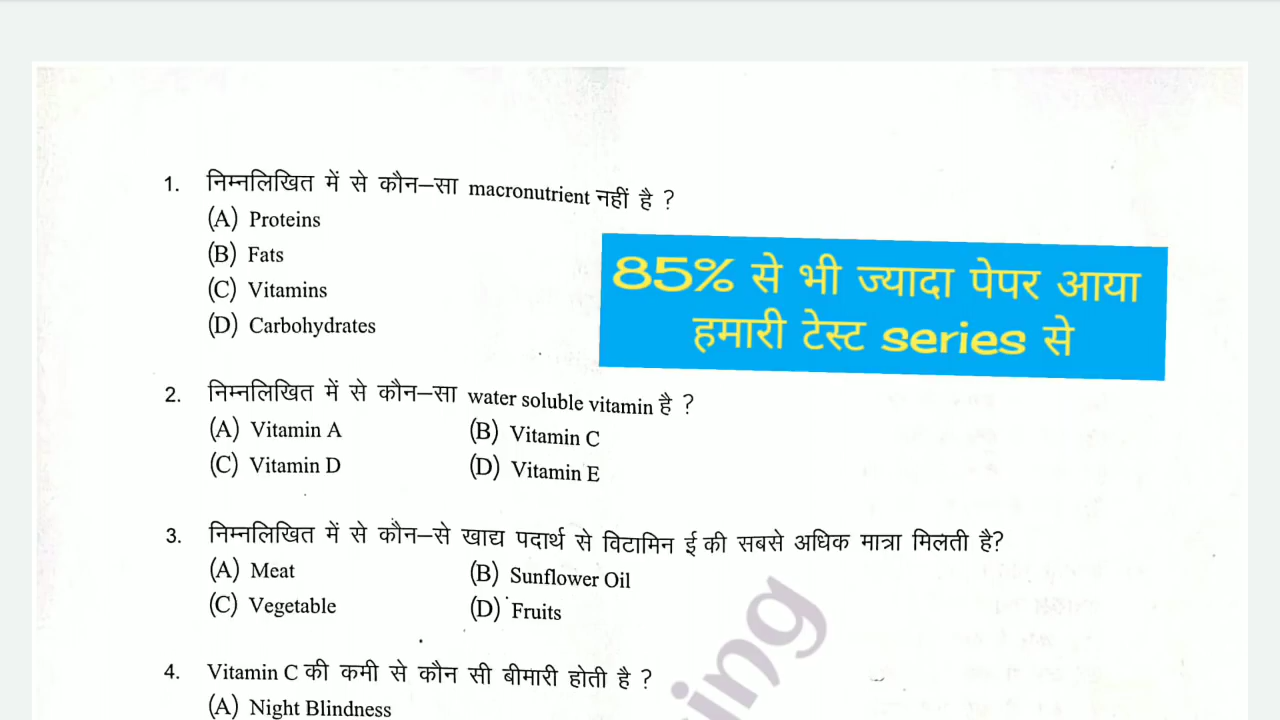 1. निम्नलिखित में से कौन–सा macronutrient नहीं है ?
(A) Proteins
(B) Fats
(C) Vitamins
(D) Carbohydrates
85% से भी ज्यादा पेपर आया
हमारी टेस्ट series से
2. निम्नलिखित में से कौन–सा water soluble vitamin है ?
(A) Vitamin A (B) Vitamin C
(C) Vitamin D (D) Vitamin E
3. निम्नलिखित में से कौन–से खाद्य पदार्थ से विटामिन ई की सबसे अधिक मात्रा मिलती है?
(A) Meat (B) Sunflower Oil
(C) Vegetable (D) Fruits
4. Vitamin C की कमी से कौन सी बीमारी होती है ?
(A) Night Blindness
ing